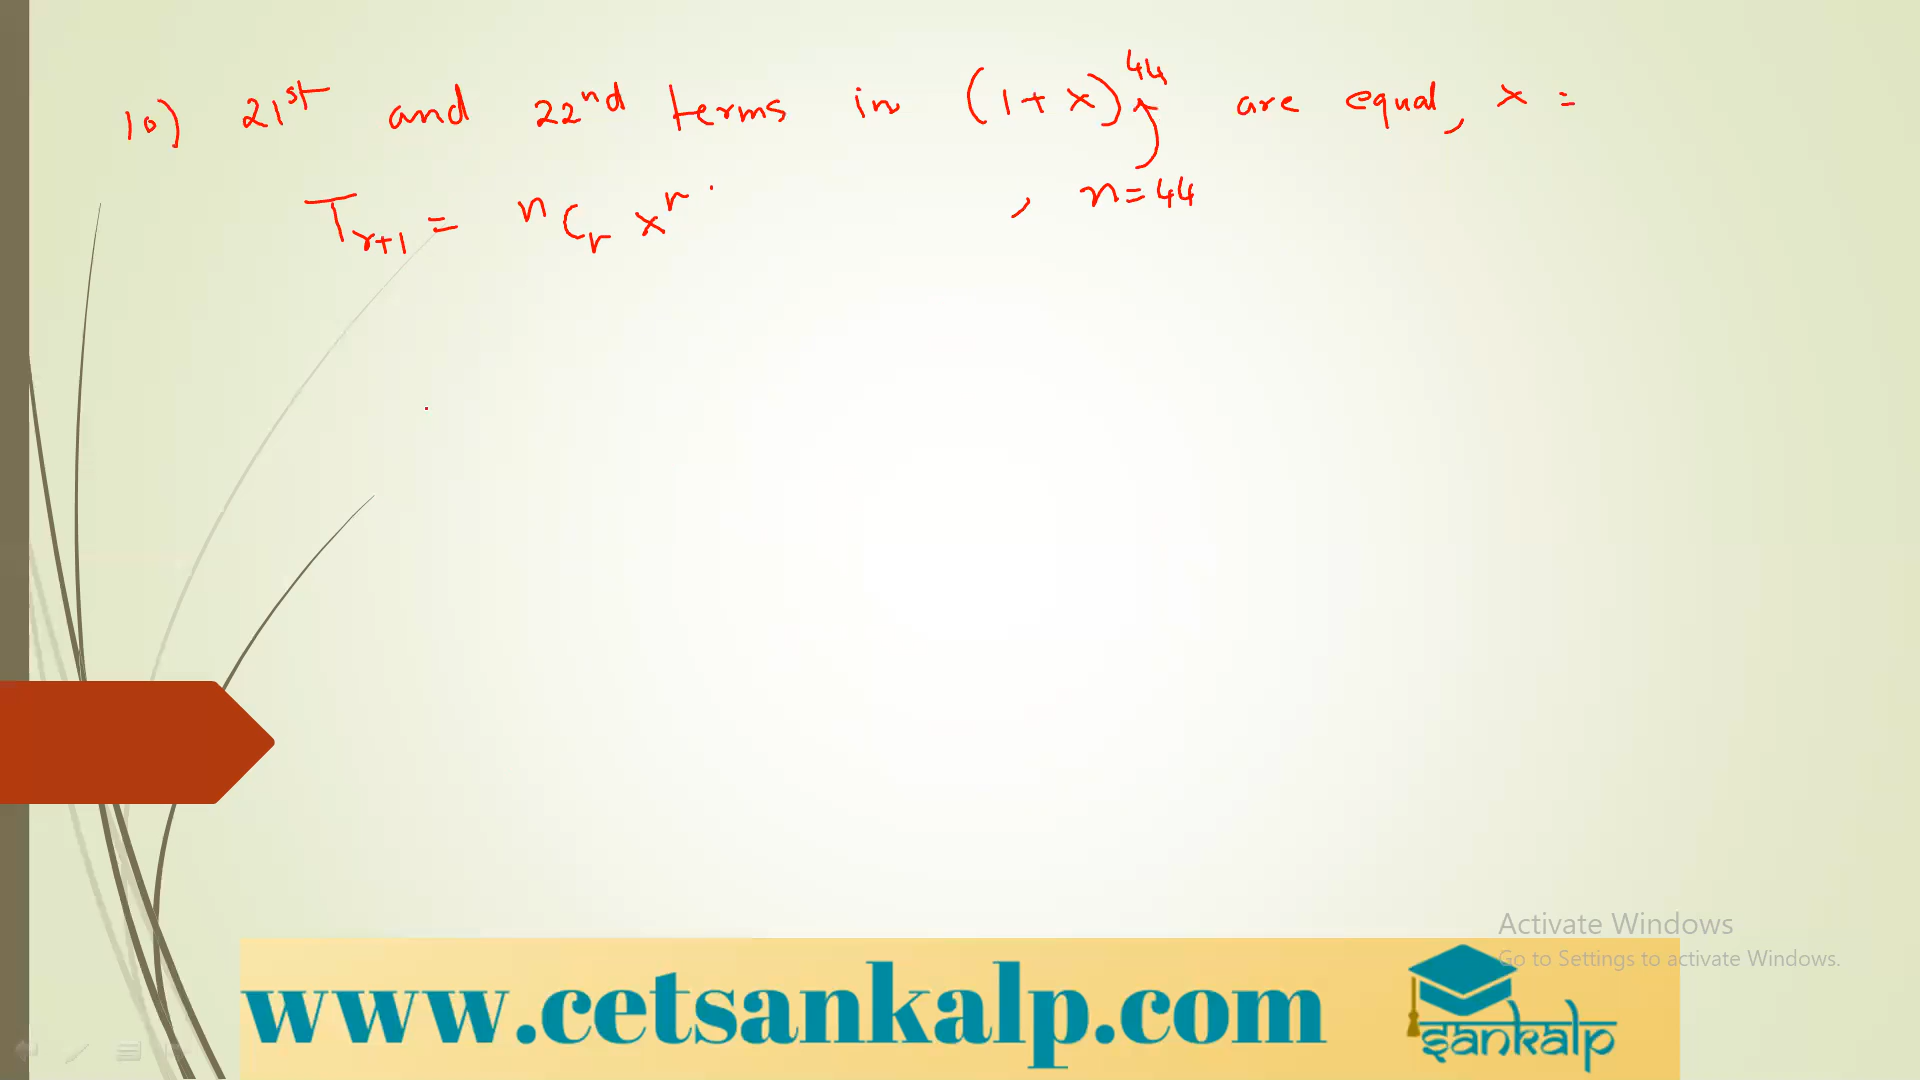 10) 21st and 22nd terms in (1+x)^44 are equal, x =
T_{r+1} = ^nC_r x^r , n=44
Activate Windows
Go to Settings to activate Windows.
www.cetsankalp.com
sankalp